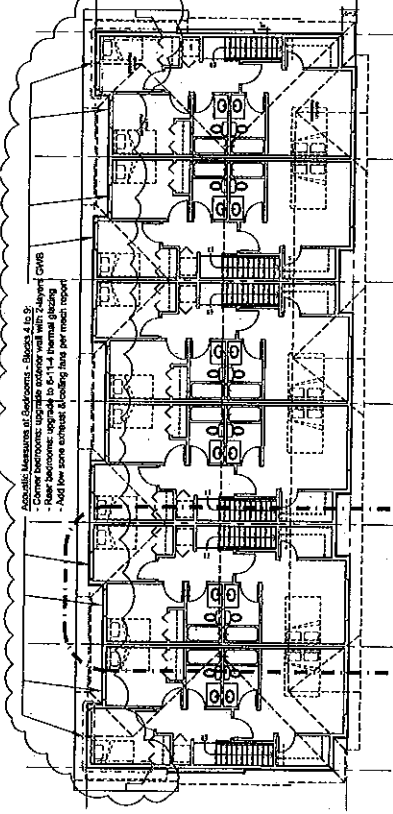 Acoustic Measures at Bedrooms - Blocks 4 to 9:
- Corner bedrooms: upgrade exterior wall with 2-layers GWB
- Rear bedrooms: upgrade to 6-11-4 thermal glazing
- Add low sone exhaust & ceiling fans per mech report